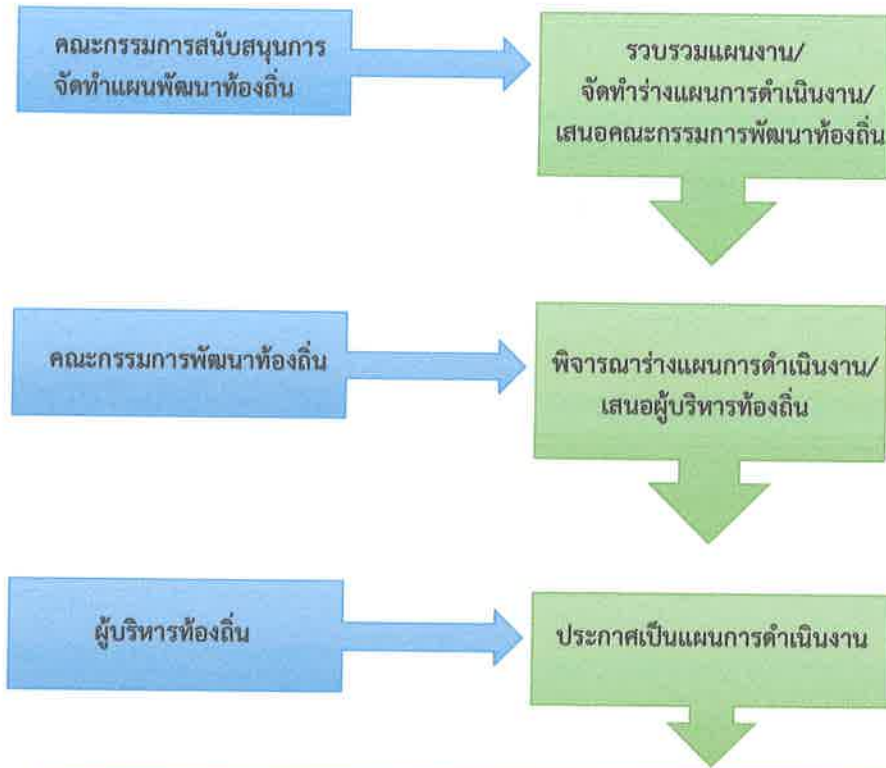 คณะกรรมการสนับสนุนการ
จัดทำแผนพัฒนาท้องถิ่น
รวบรวมแผนงาน/
จัดทำร่างแผนการดำเนินงาน/
เสนอคณะกรรมการพัฒนาท้องถิ่น
คณะกรรมการพัฒนาท้องถิ่น
พิจารณาร่างแผนการดำเนินงาน/
เสนอผู้บริหารท้องถิ่น
ผู้บริหารท้องถิ่น
ประกาศเป็นแผนการดำเนินงาน